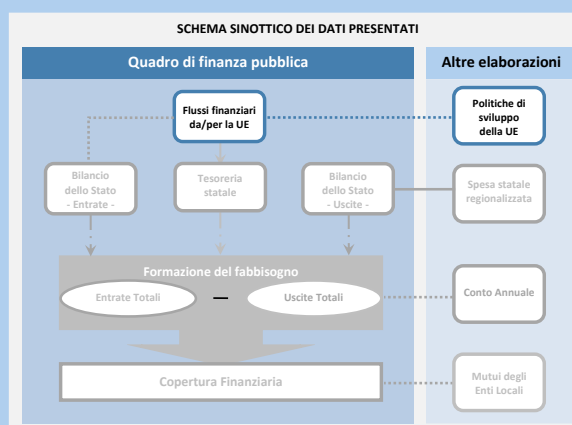 SCHEMA SINOTTICO DEI DATI PRESENTATI
Quadro di finanza pubblica
Altre elaborazioni
Flussi finanziari
da/per la UE
Politiche di
sviluppo
della UE
Bilancio
dello Stato
- Entrate -
Tesoreria
statale
Bilancio
dello Stato
- Uscite -
Spesa statale
regionalizzata
Formazione del fabbisogno
Entrate Totali
—
Uscite Totali
Conto Annuale
Copertura Finanziaria
Mutui degli
Enti Locali